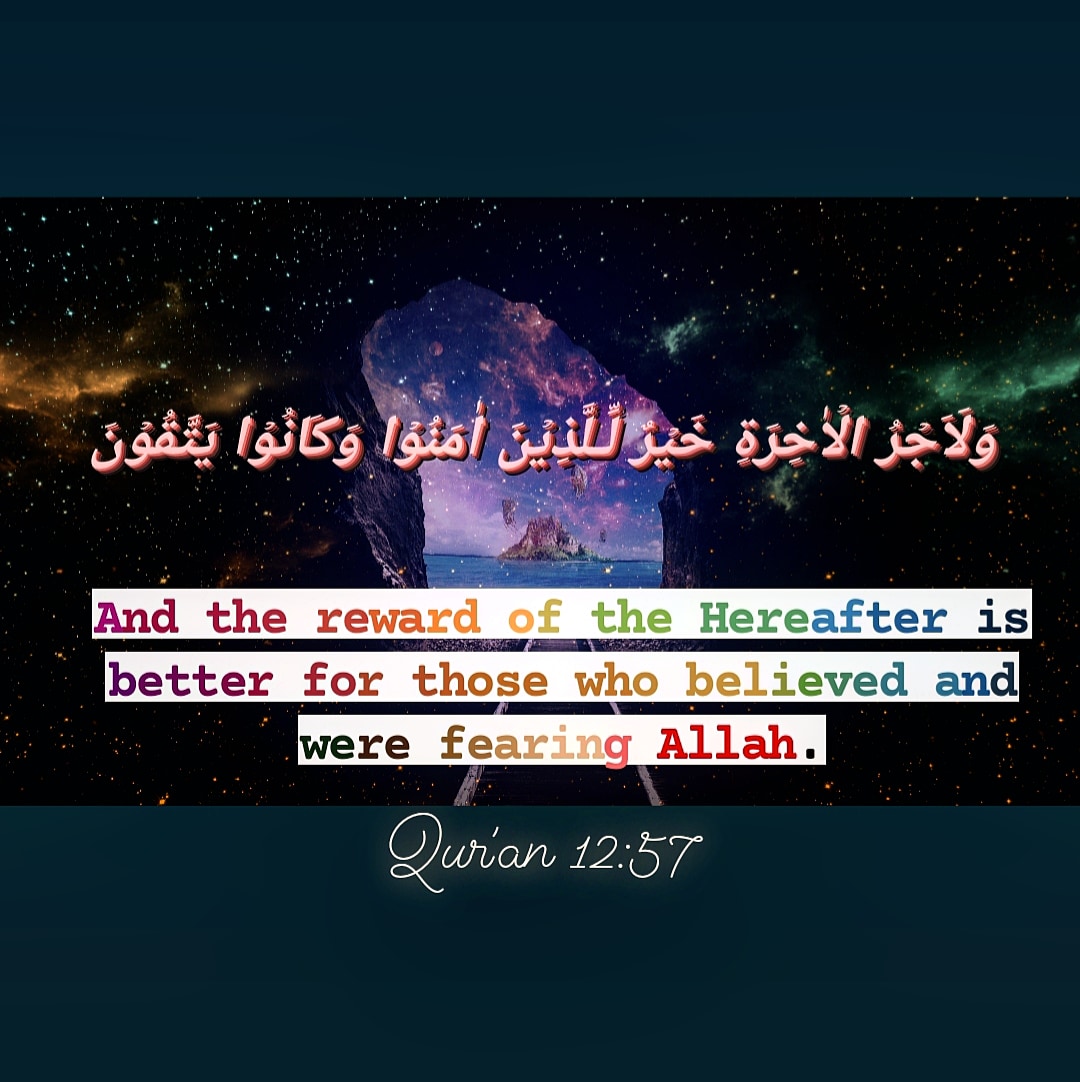 وَلَاَجْرُ الْاٰخِرَةِ خَيْرٌ لِّلَّذِيْنَ اٰمَنُوْا وَكَانُوْا يَتَّقُوْنَ
And the reward of the Hereafter is
better for those who believed and
were fearing Allah.
Qur'an 12:57